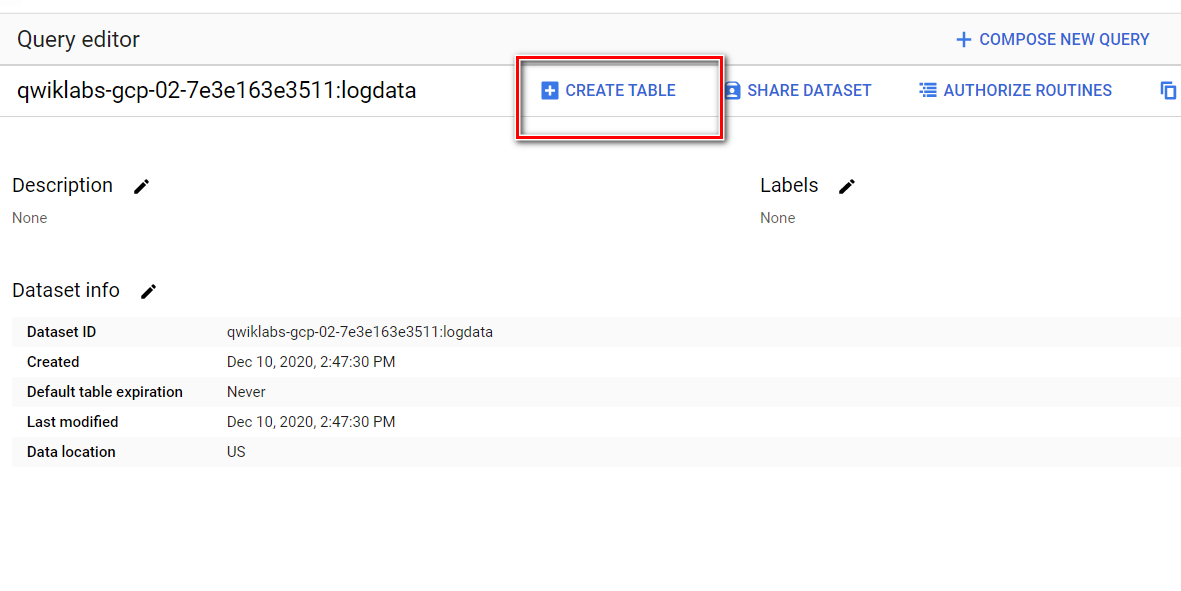 Query editor
COMPOSE NEW QUERY
qwiklabs-gcp-02-7e3e163e3511:logdata
CREATE TABLE
SHARE DATASET
AUTHORIZE ROUTINES
Description
Labels
None
None
Dataset info
Dataset ID qwiklabs-gcp-02-7e3e163e3511:logdata
Created Dec 10, 2020, 2:47:30 PM
Default table expiration Never
Last modified Dec 10, 2020, 2:47:30 PM
Data location US